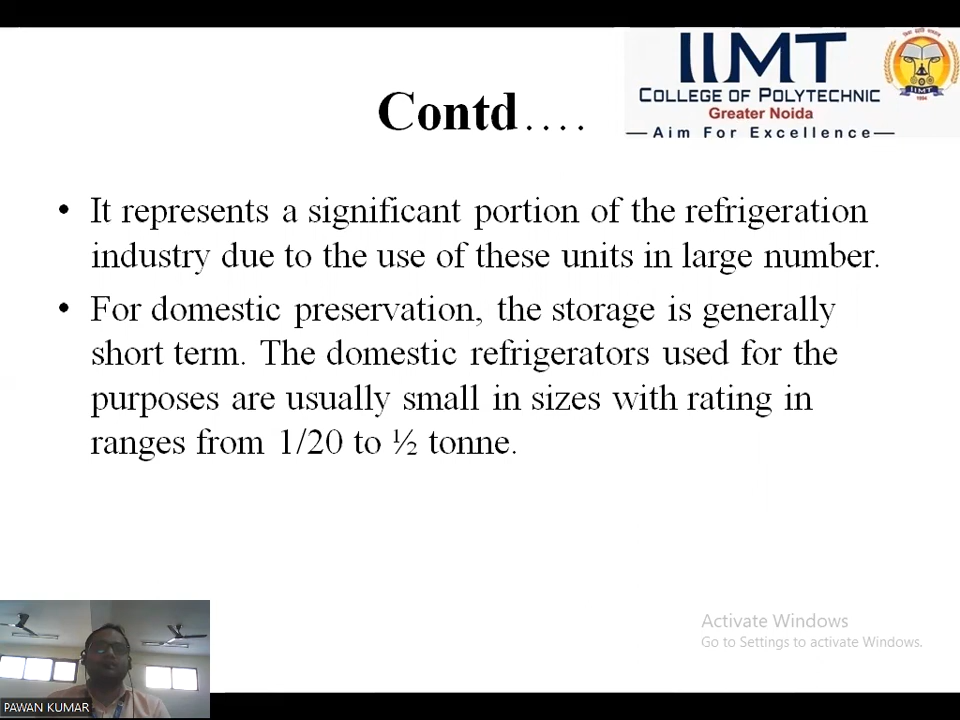 IIMT
COLLEGE OF POLYTECHNIC
Greater Noida
—Aim For Excellence—
IIMT
Contd....
• It represents a significant portion of the refrigeration
industry due to the use of these units in large number.
• For domestic preservation, the storage is generally
short term. The domestic refrigerators used for the
purposes are usually small in sizes with rating in
ranges from 1/20 to ½ tonne.
Activate Windows
Go to Settings to activate Windows.
PAWAN KUMAR